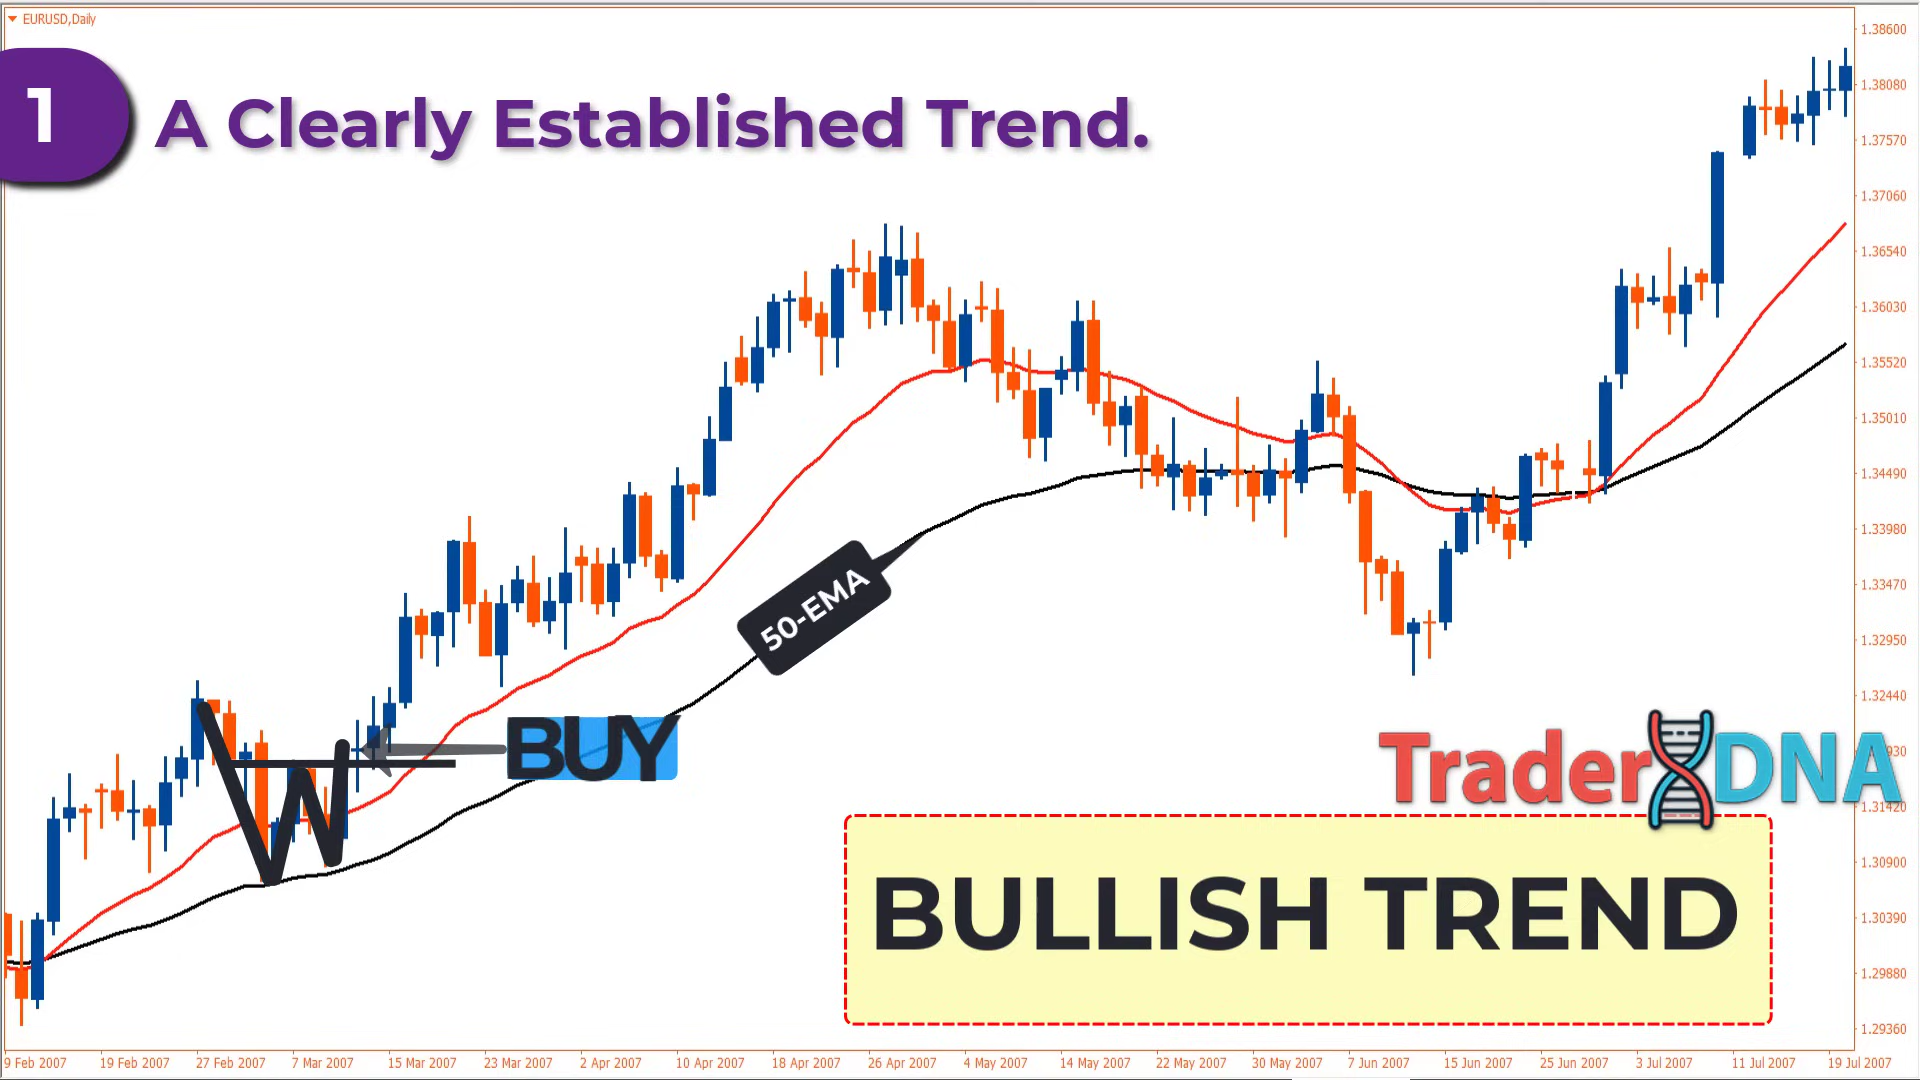 EURUSD,Daily
1
A Clearly Established Trend.
50-EMA
BUY
W
TraderDNA
BULLISH TREND
1.38600
1.38080
1.37570
1.37060
1.36540
1.36030
1.35520
1.35010
1.34490
1.33980
1.33470
1.32950
1.32440
930
1.31420
1.30900
1.30390
1.29880
1.29360
9 Feb 2007 19 Feb 2007 27 Feb 2007 7 Mar 2007 15 Mar 2007 23 Mar 2007 2 Apr 2007 10 Apr 2007 18 Apr 2007 26 Apr 2007 4 May 2007 14 May 2007 22 May 2007 30 May 2007 7 Jun 2007 15 Jun 2007 25 Jun 2007 3 Jul 2007 11 Jul 2007 19 Jul 2007